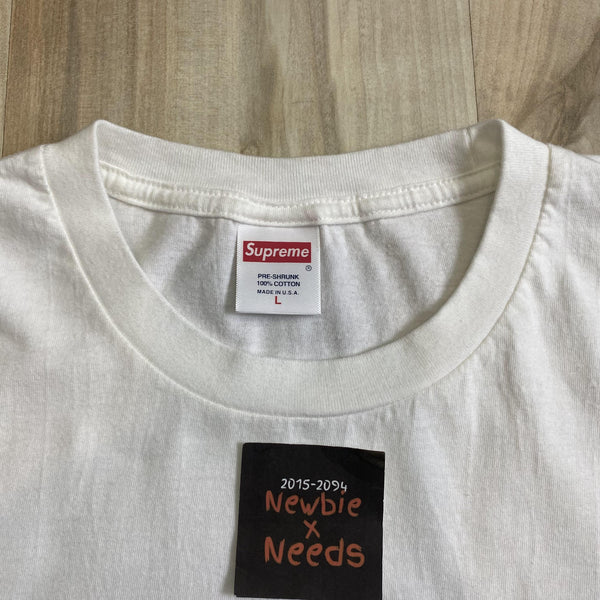 Supreme
®
PRE-SHRUNK
100% COTTON
MADE IN U.S.A.
L
2015-2094
Newbie
x
Needs